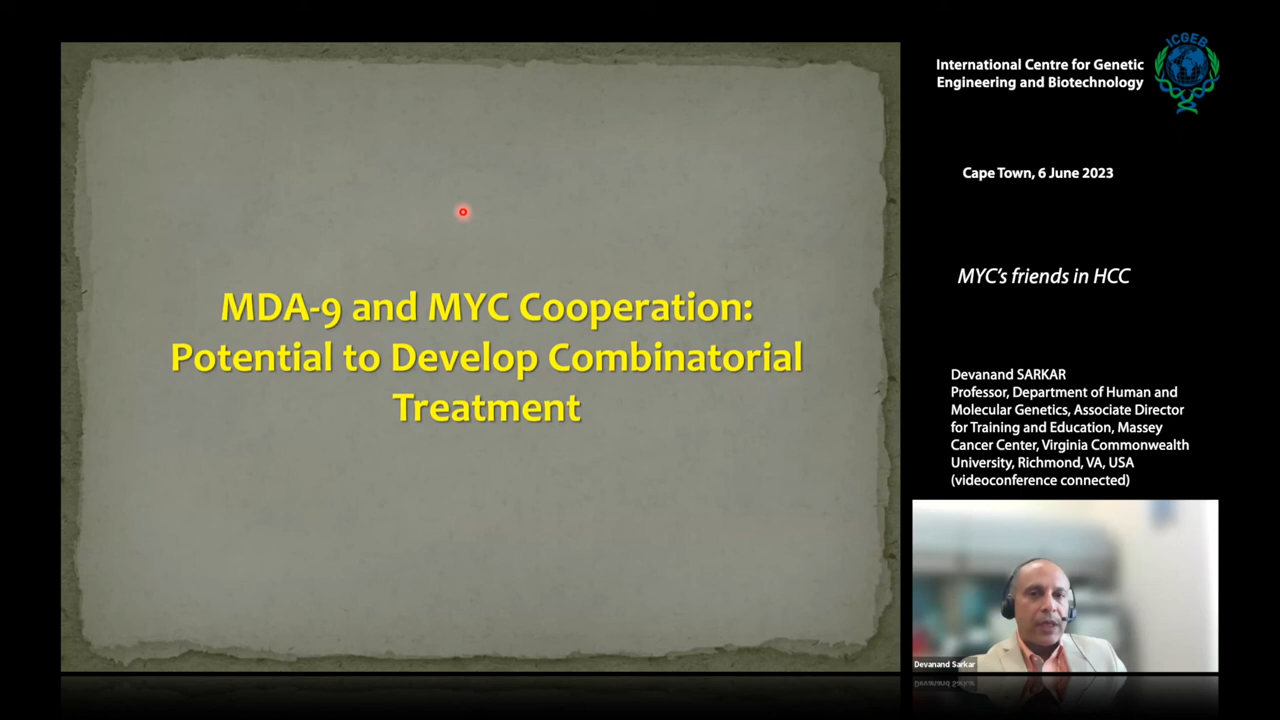 MDA-9 and MYC Cooperation:
Potential to Develop Combinatorial
Treatment
ICGEB
International Centre for Genetic
Engineering and Biotechnology
Cape Town, 6 June 2023
MYC's friends in HCC
Devanand SARKAR
Professor, Department of Human and
Molecular Genetics, Associate Director
for Training and Education, Massey
Cancer Center, Virginia Commonwealth
University, Richmond, VA, USA
(videoconference connected)
Devanand Sarkar